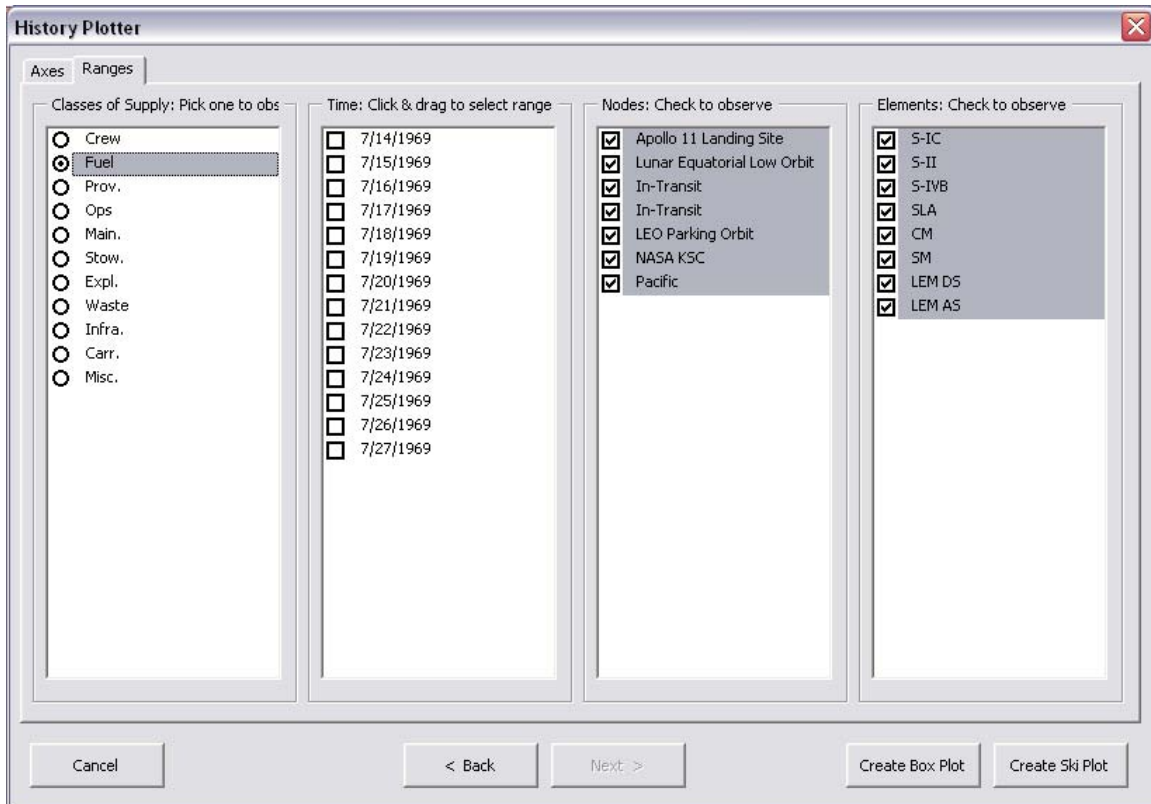 History Plotter
Axes
Ranges
Classes of Supply: Pick one to obs
Crew
Fuel
Prov.
Ops
Main.
Stow.
Expl.
Waste
Infra.
Carr.
Misc.
Time: Click & drag to select range
7/14/1969
7/15/1969
7/16/1969
7/17/1969
7/18/1969
7/19/1969
7/20/1969
7/21/1969
7/22/1969
7/23/1969
7/24/1969
7/25/1969
7/26/1969
7/27/1969
Nodes: Check to observe
Apollo 11 Landing Site
Lunar Equatorial Low Orbit
In-Transit
In-Transit
LEO Parking Orbit
NASA KSC
Pacific
Elements: Check to observe
S-IC
S-II
S-IVB
SLA
CM
SM
LEM DS
LEM AS
Cancel
< Back
Next >
Create Box Plot
Create Ski Plot